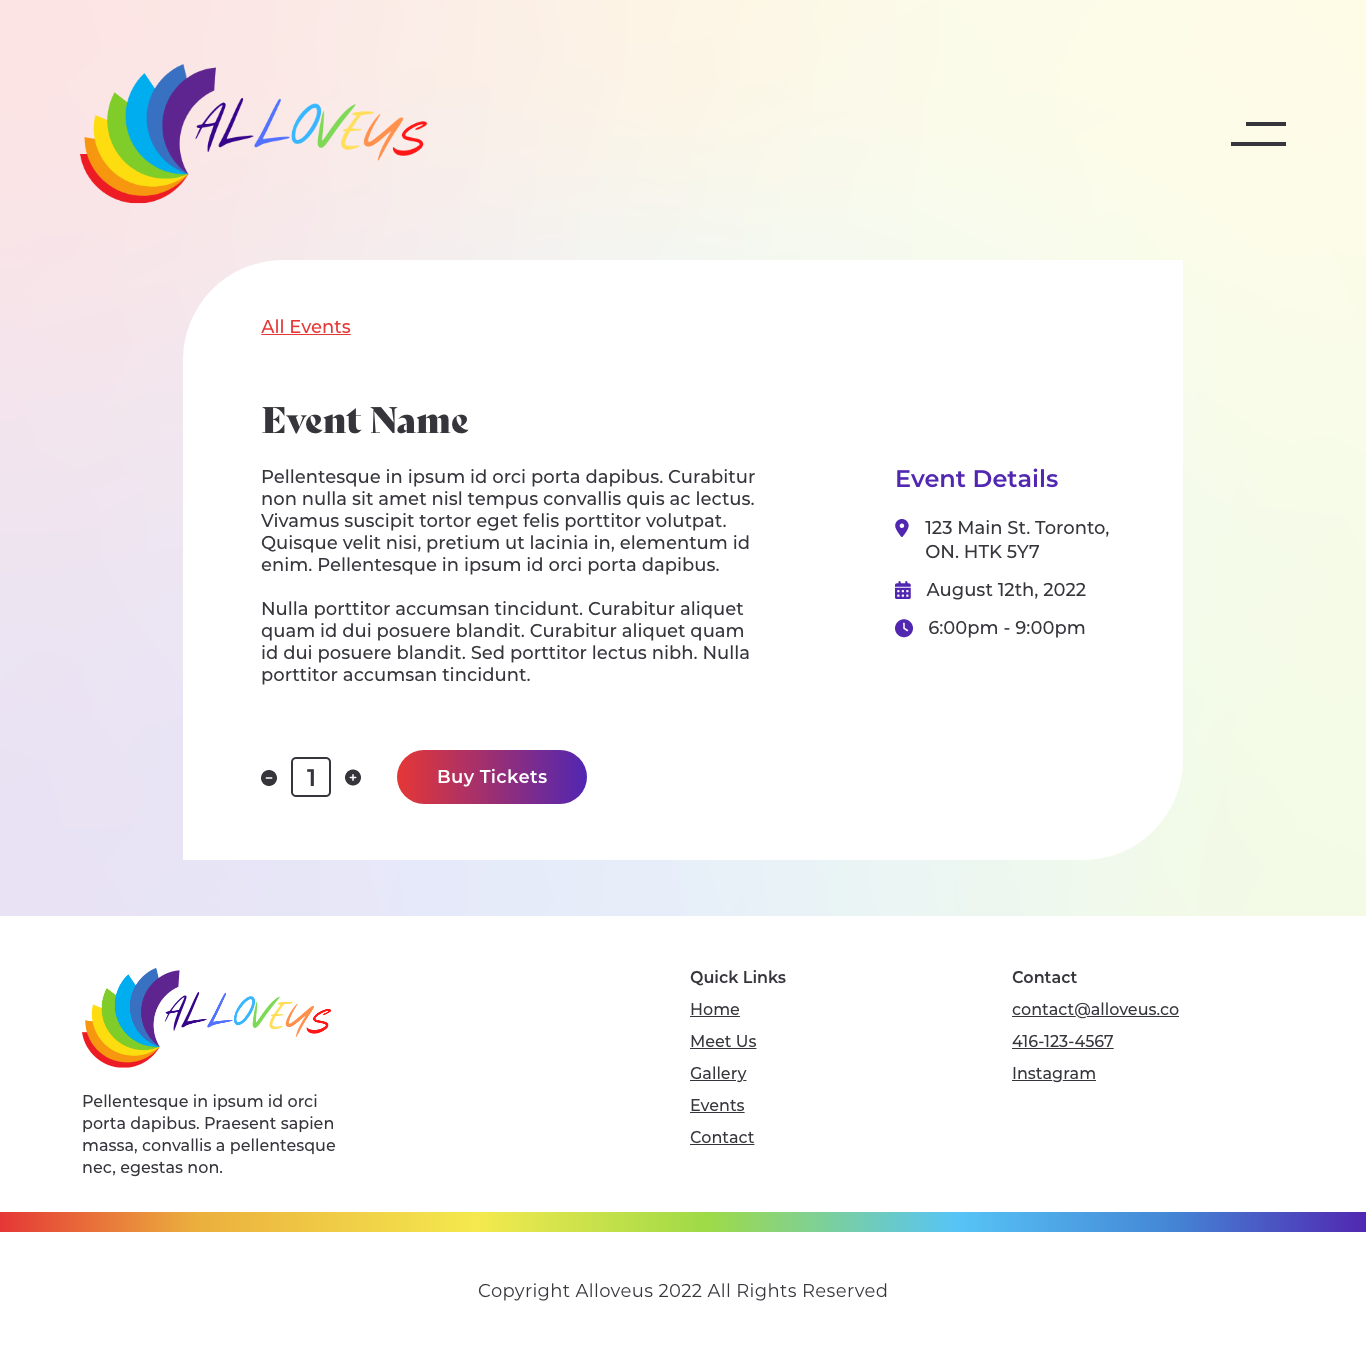 ALLOVEUS
All Events
Event Name
Pellentesque in ipsum id orci porta dapibus. Curabitur
non nulla sit amet nisl tempus convallis quis ac lectus.
Vivamus suscipit tortor eget felis porttitor volutpat.
Quisque velit nisi, pretium ut lacinia in, elementum id
enim. Pellentesque in ipsum id orci porta dapibus.
Nulla porttitor accumsan tincidunt. Curabitur aliquet
quam id dui posuere blandit. Curabitur aliquet quam
id dui posuere blandit. Sed porttitor lectus nibh. Nulla
porttitor accumsan tincidunt.
1
Buy Tickets
Event Details
123 Main St. Toronto,
ON. HTK 5Y7
August 12th, 2022
6:00pm - 9:00pm
ALLOVEUS
Pellentesque in ipsum id orci
porta dapibus. Praesent sapien
massa, convallis a pellentesque
nec, egestas non.
Quick Links
Home
Meet Us
Gallery
Events
Contact
Contact
contact@alloveus.co
416-123-4567
Instagram
Copyright Alloveus 2022 All Rights Reserved